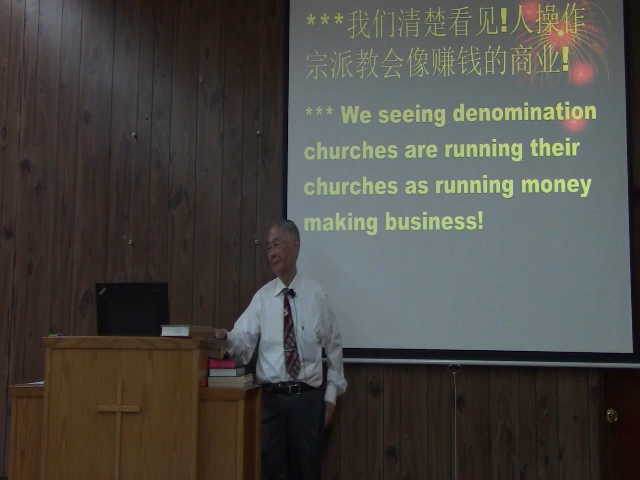 ***我们清楚看见!人操作
宗派教会像赚钱的商业!
*** We seeing denomination
churches are running their
churches as running money
making business!